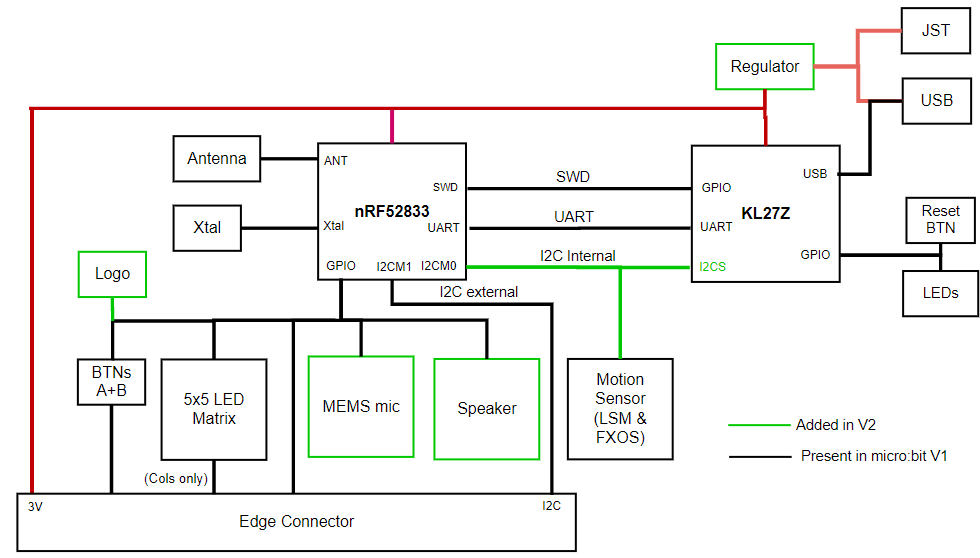 JST
Regulator
USB
Antenna
ANT
SWD
SWD
GPIO
USB
nRF52833
KL27Z
Xtal
Xtal
UART
UART
UART
Reset
BTN
GPIO
I2C Internal
GPIO
I2CM1
I2CM0
I2CS
Logo
I2C external
LEDs
BTNs
A+B
5x5 LED
Matrix
MEMS mic
Speaker
Motion
Sensor
(LSM &
FXOS)
Added in V2
Present in micro:bit V1
(Cols only)
3V
I2C
Edge Connector